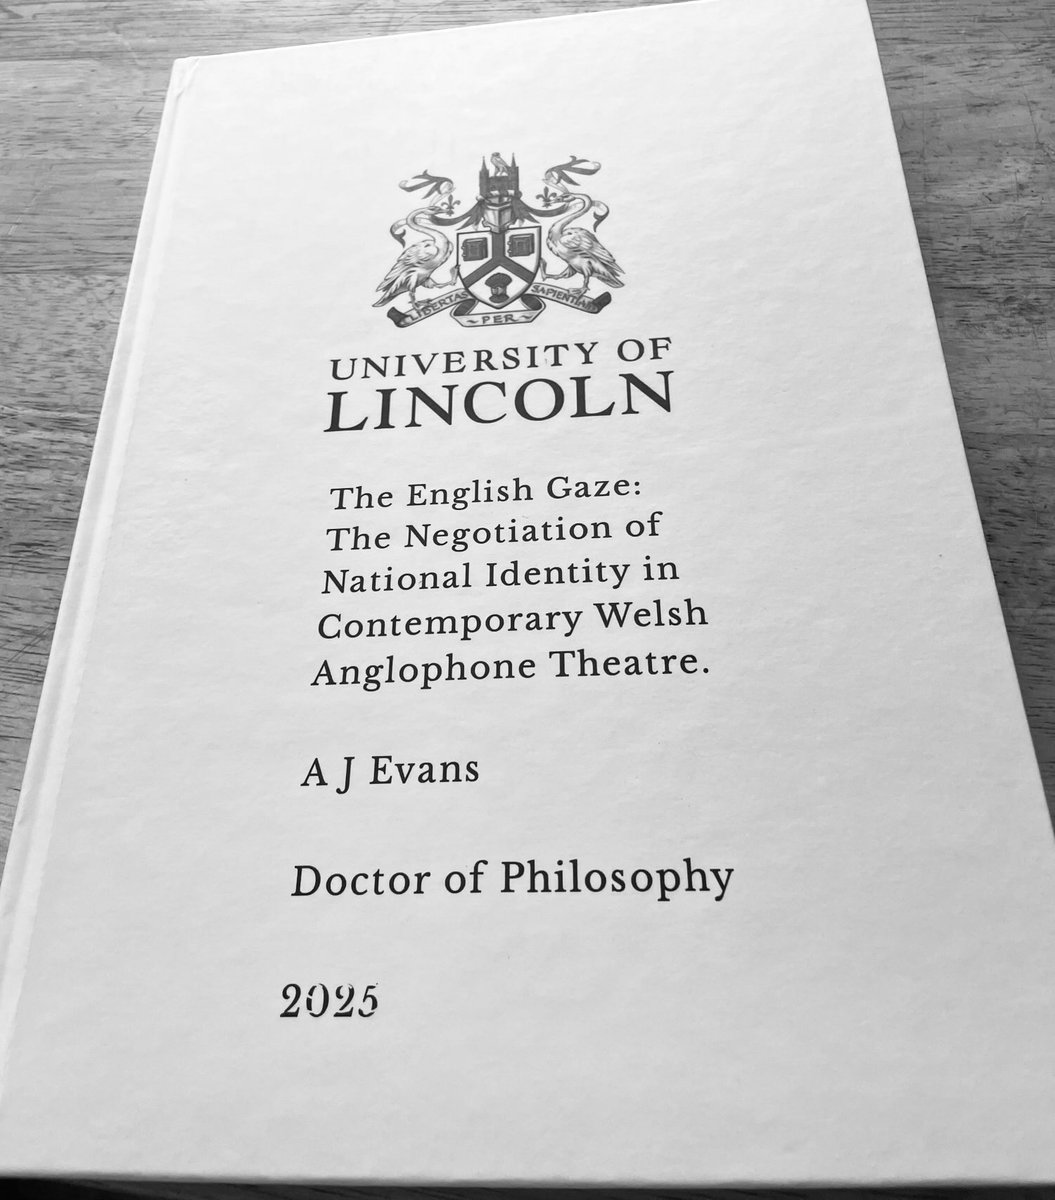 LIBERTAS
PER
SAPIENTIAM
UNIVERSITY OF
LINCOLN
The English Gaze:
The Negotiation of
National Identity in
Contemporary Welsh
Anglophone Theatre.
A J Evans
Doctor of Philosophy
2025